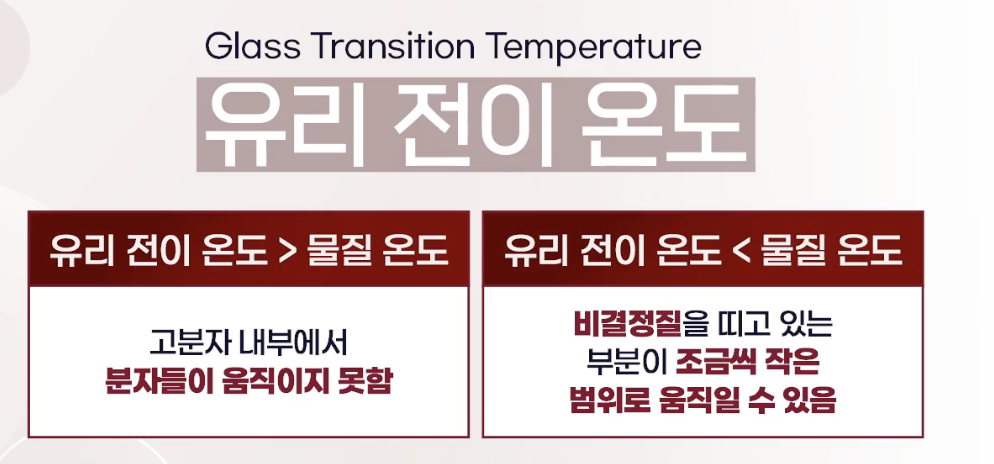 Glass Transition Temperature
유리 전이 온도
유리 전이 온도 > 물질 온도
고분자 내부에서
분자들이 움직이지 못함
유리 전이 온도 < 물질 온도
비결정질을 띠고 있는
부분이 조금씩 작은
범위로 움직일 수 있음